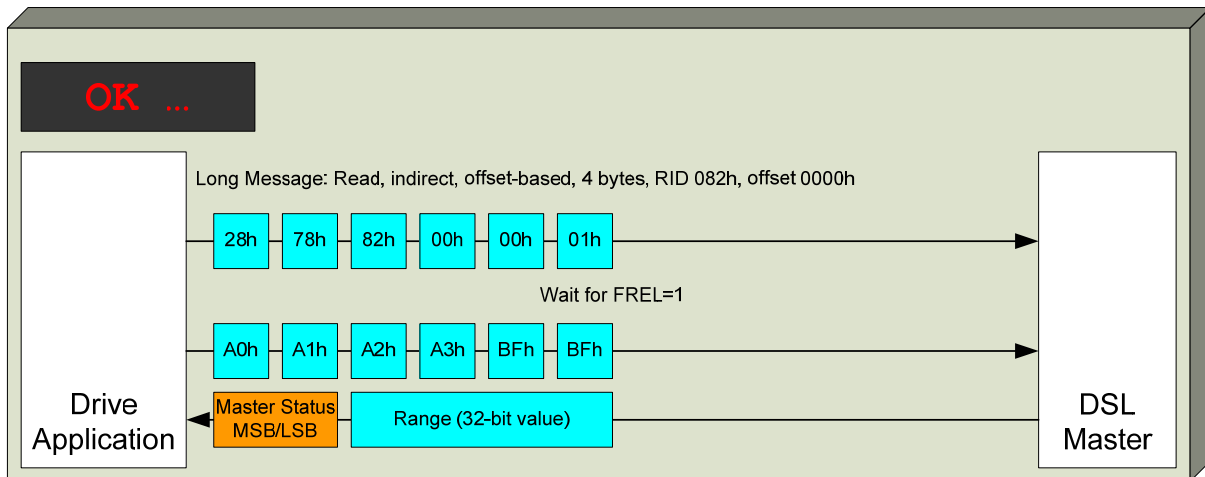 OK ...
Long Message: Read, indirect, offset-based, 4 bytes, RID 082h, offset 0000h
28h 78h 82h 00h 00h 01h
Wait for FREL=1
A0h A1h A2h A3h BFh BFh
Master Status
MSB/LSB
Range (32-bit value)
Drive
Application
DSL
Master